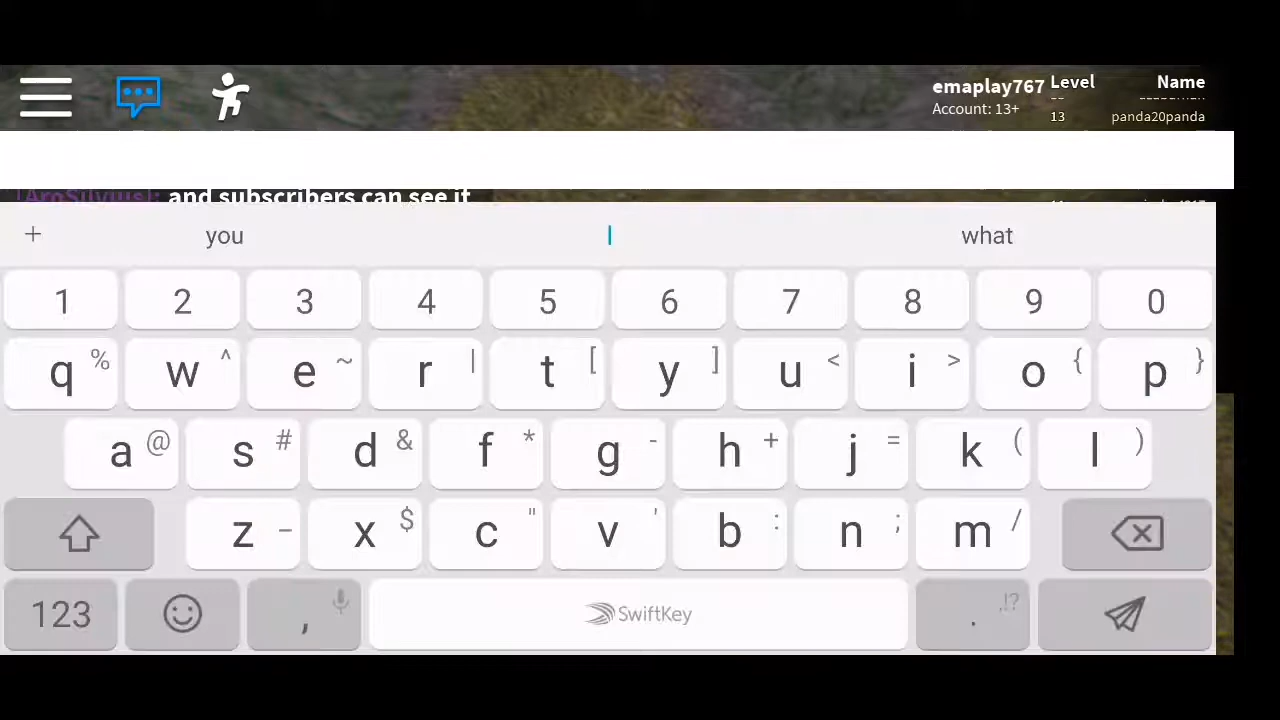 emaplay767 Level Name
Account: 13+ 13 panda20panda
[AroSilvius]: and subscribers can see it
+ you I what
1 2 3 4 5 6 7 8 9 0
q % w ^ e ~ r | t [ y ] u < i > o { p }
a @ s # d & f * g - h + j = k ( l )
z _ x $ c " v ' b : n ; m /
123 , SwiftKey . ,!?